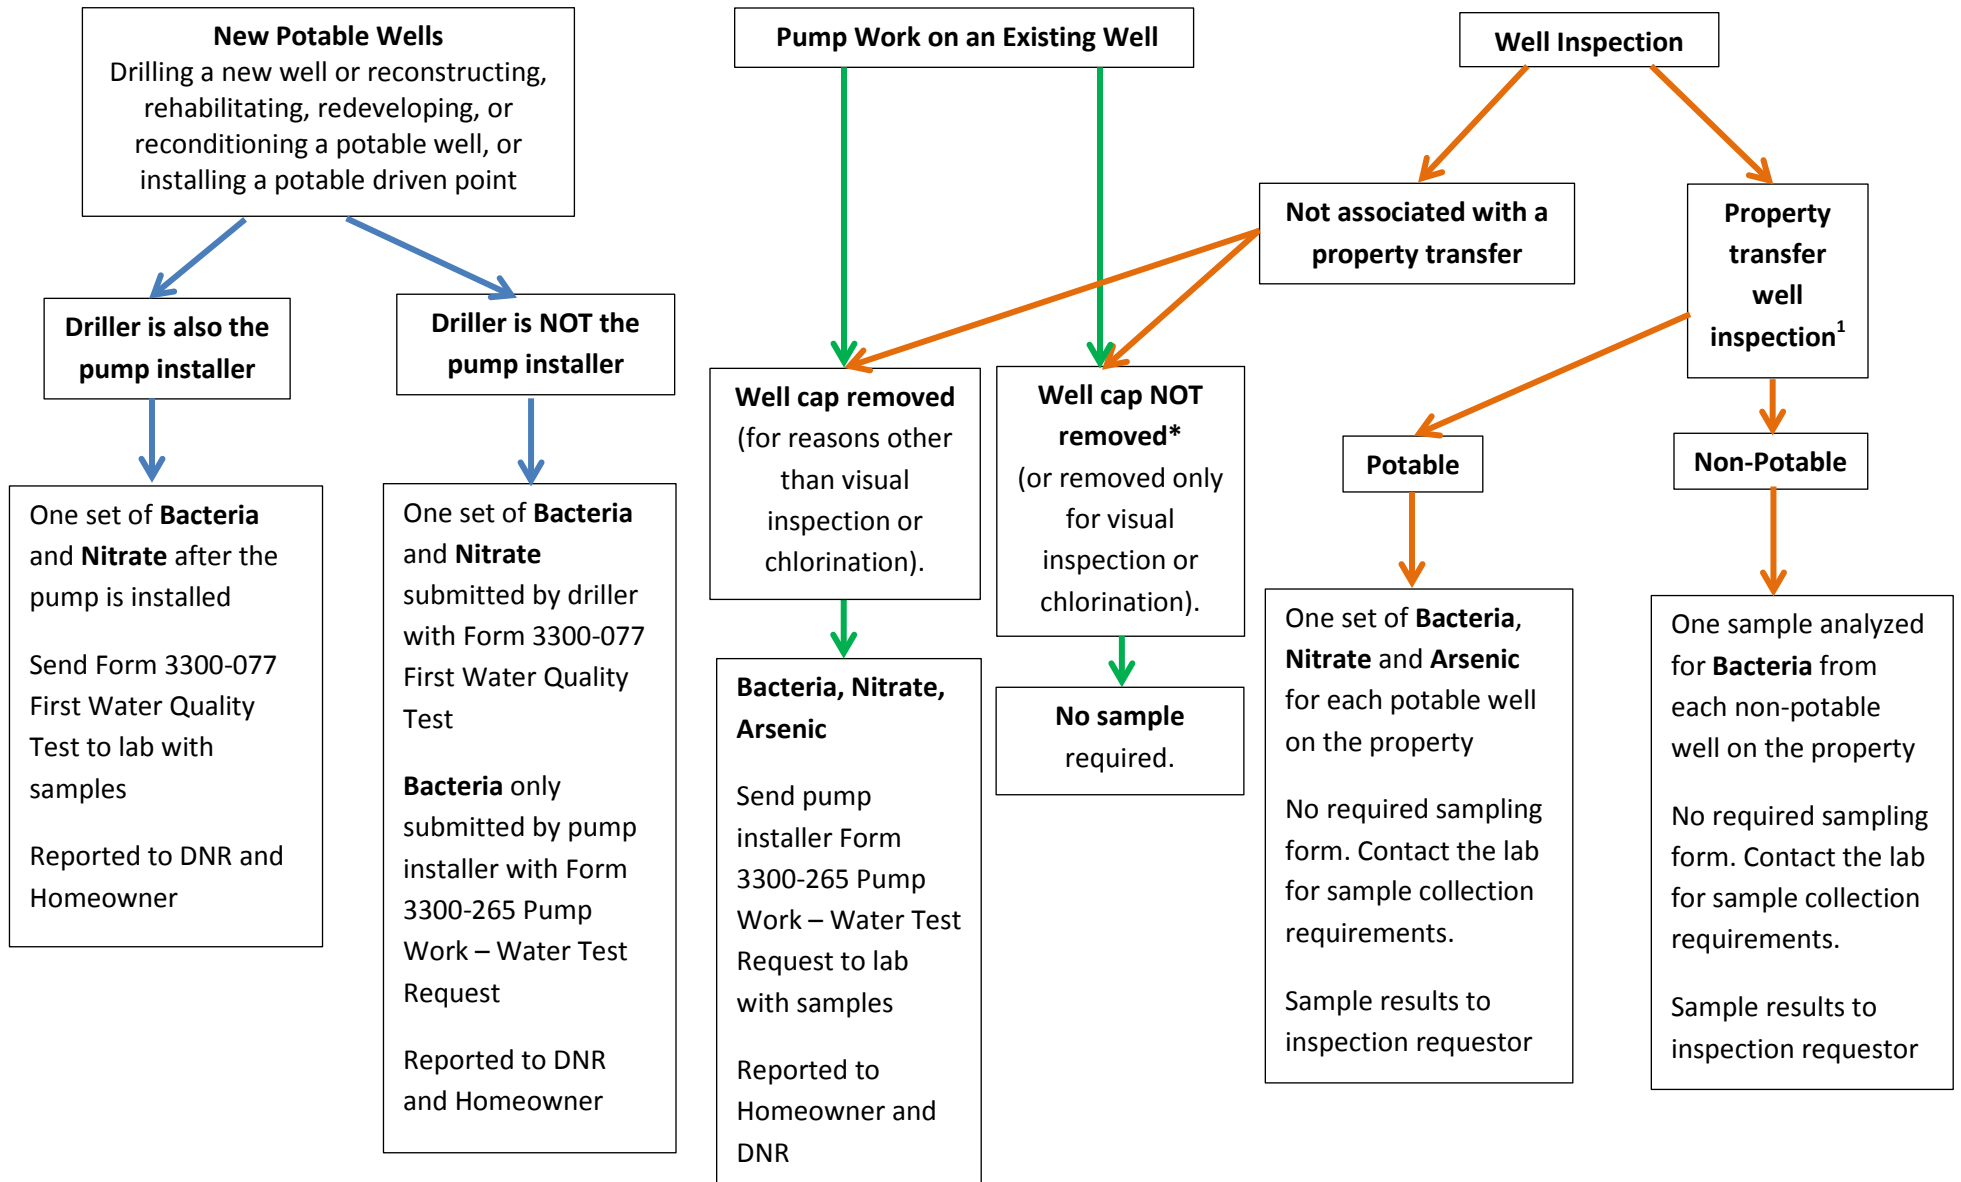 New Potable Wells
Drilling a new well or reconstructing,
rehabilitating, redeveloping, or
reconditioning a potable well, or
installing a potable driven point
Pump Work on an Existing Well
Well Inspection
Not associated with a
property transfer
Property
transfer
well
inspection¹
Driller is also the
pump installer
Driller is NOT the
pump installer
Well cap removed
(for reasons other
than visual
inspection or
chlorination).
Well cap NOT
removed*
(or removed only
for visual
inspection or
chlorination).
Potable
Non-Potable
One set of Bacteria
and Nitrate after the
pump is installed
Send Form 3300-077
First Water Quality
Test to lab with
samples
Reported to DNR and
Homeowner
One set of Bacteria
and Nitrate
submitted by driller
with Form 3300-077
First Water Quality
Test
Bacteria only
submitted by pump
installer with Form
3300-265 Pump
Work – Water Test
Request
Reported to DNR
and Homeowner
Bacteria, Nitrate,
Arsenic
Send pump
installer Form
3300-265 Pump
Work – Water Test
Request to lab
with samples
Reported to
Homeowner and
DNR
No sample
required.
One set of Bacteria,
Nitrate and Arsenic
for each potable well
on the property
No required sampling
form. Contact the lab
for sample collection
requirements.
Sample results to
inspection requestor
One sample analyzed
for Bacteria from
each non-potable
well on the property
No required sampling
form. Contact the lab
for sample collection
requirements.
Sample results to
inspection requestor